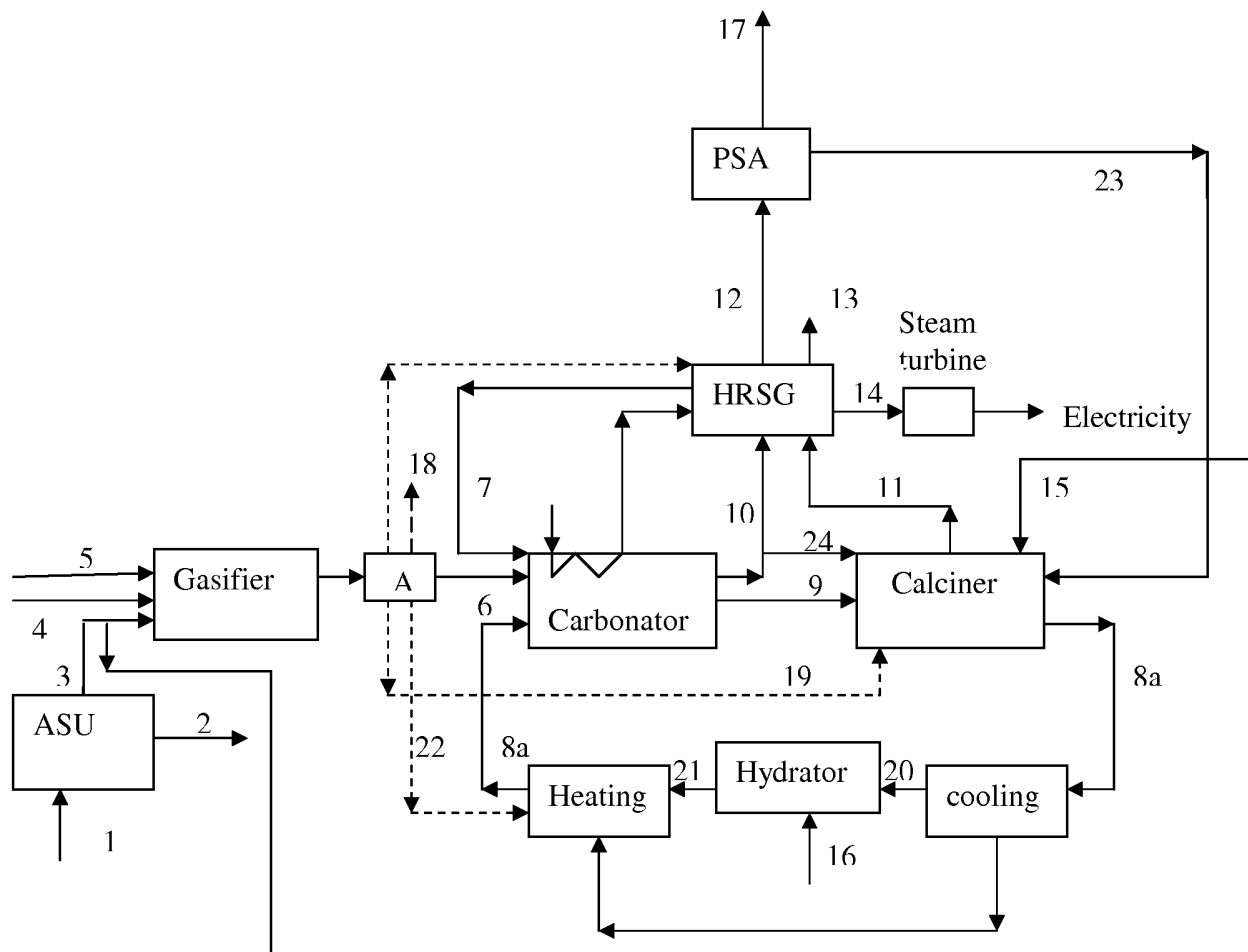 17
PSA
23
12
13
Steam
turbine
HRSG
14
Electricity
18
7
10
11
15
5
Gasifier
A
24
Calciner
6
9
Carbonator
4
3
19
8a
ASU
2
22
8a
Heating
21
Hydrator
20
cooling
1
16